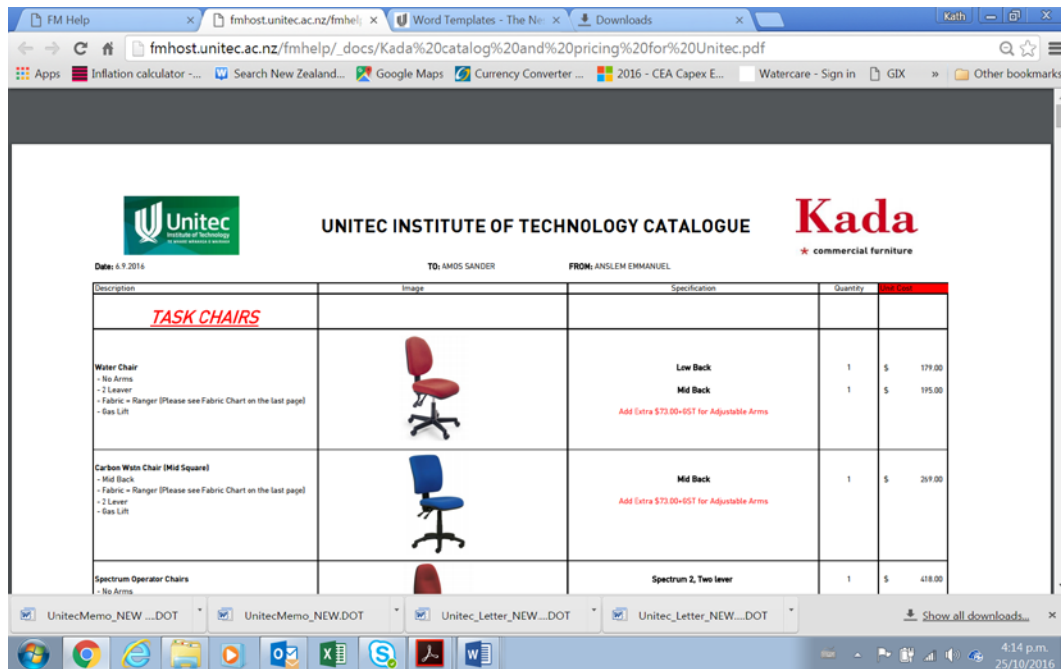 FM Help
fmhost.unitec.ac.nz/fmhelp
Word Templates - The Ne
Downloads
Kath
fmhost.unitec.ac.nz/fmhelp/_docs/Kada%20catalog%20and%20pricing%20for%20Unitec.pdf
Apps Inflation calculator -... Search New Zealand... Google Maps Currency Converter ... 2016 - CEA Capex E... Watercare - Sign in GIX » Other bookmarks
Unitec
Institute of Technology
UNITEC INSTITUTE OF TECHNOLOGY CATALOGUE
Kada
commercial furniture
Date: 6.9.2016 TO: AMOS SANDER FROM: ANSLEM EMMANUEL
Description Image Specification Quantity Unit Cost
TASK CHAIRS
Water Chair
- No Arms
- 2 Leaver
- Fabric = Ranger (Please see Fabric Chart on the last page)
- Gas Lift
Low Back 1 $ 179.00
Mid Back 1 $ 195.00
Add Extra $73.00+GST for Adjustable Arms
Carbon Wstn Chair (Mid Square)
- Mid Back
- Fabric = Ranger (Please see Fabric Chart on the last page)
- 2 Lever
- Gas Lift
Mid Back 1 $ 269.00
Add Extra $73.00+GST for Adjustable Arms
Spectrum Operator Chairs
- No Arms
Spectrum 2, Two lever 1 $ 418.00
UnitecMemo_NEW ....DOT UnitecMemo_NEW.DOT Unitec_Letter_NEW....DOT Unitec_Letter_NEW....DOT Show all downloads...
4:14 p.m.
25/10/2016